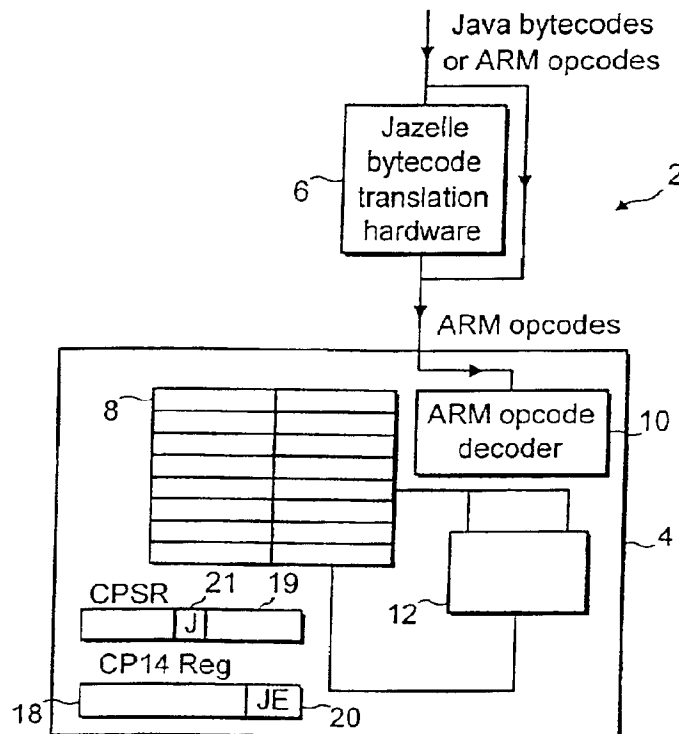 Java bytecodes
or ARM opcodes
Jazelle
bytecode
translation
hardware
6
2
ARM opcodes
8
ARM opcode
decoder
10
4
12
CPSR
21
19
J
CP14 Reg
JE
18
20